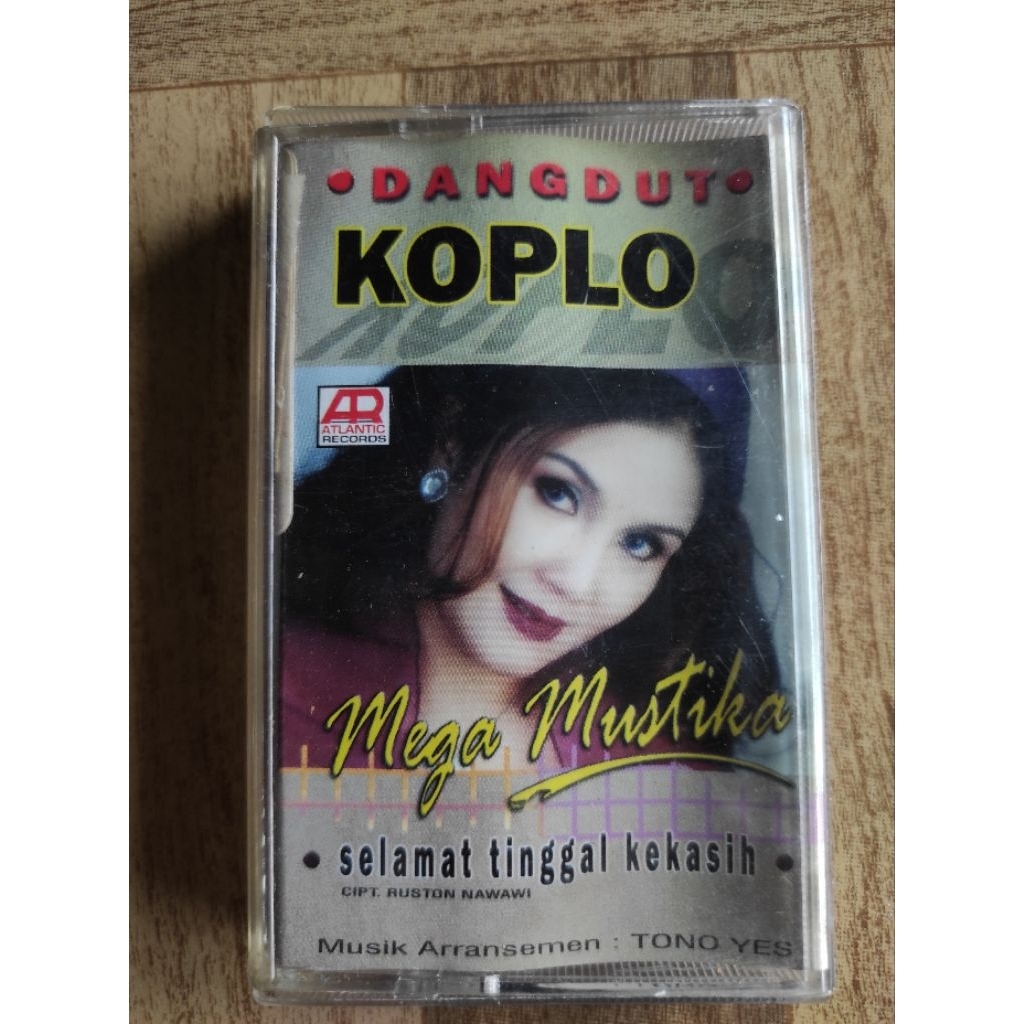 • DANGDUT •
KOPLO
AR
ATLANTIC
RECORDS
Mega Mustika
• selamat tinggal kekasih •
CIPT. RUSTON NAWAWI
Musik Arransemen : TONO YES